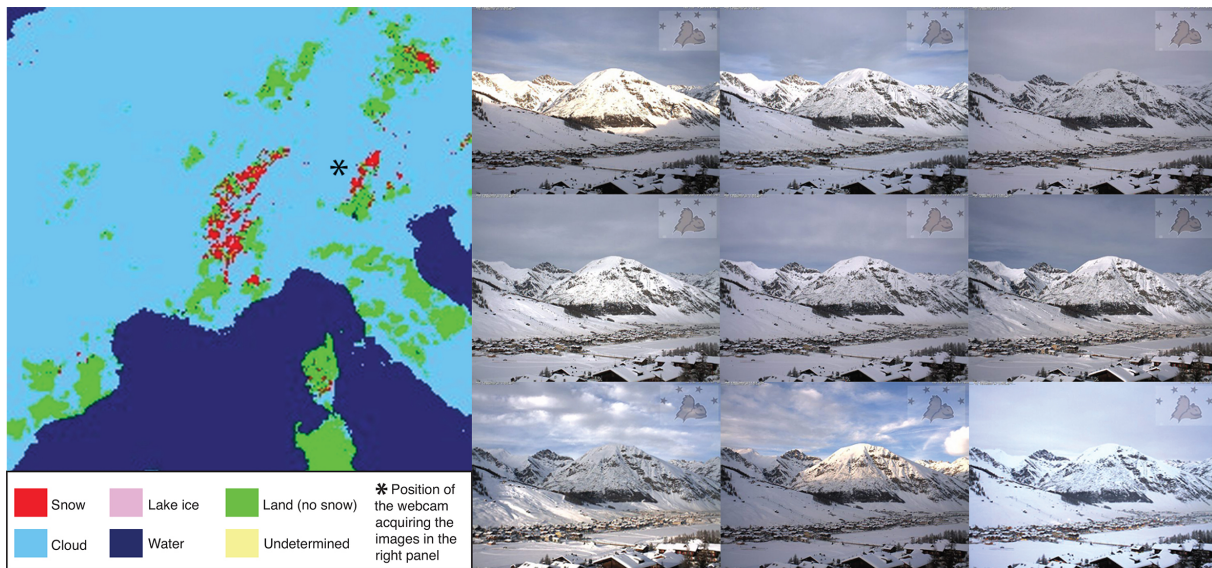 *
Snow
Lake ice
Land (no snow)
Cloud
Water
Undetermined
* Position of
the webcam
acquiring the
images in the
right panel